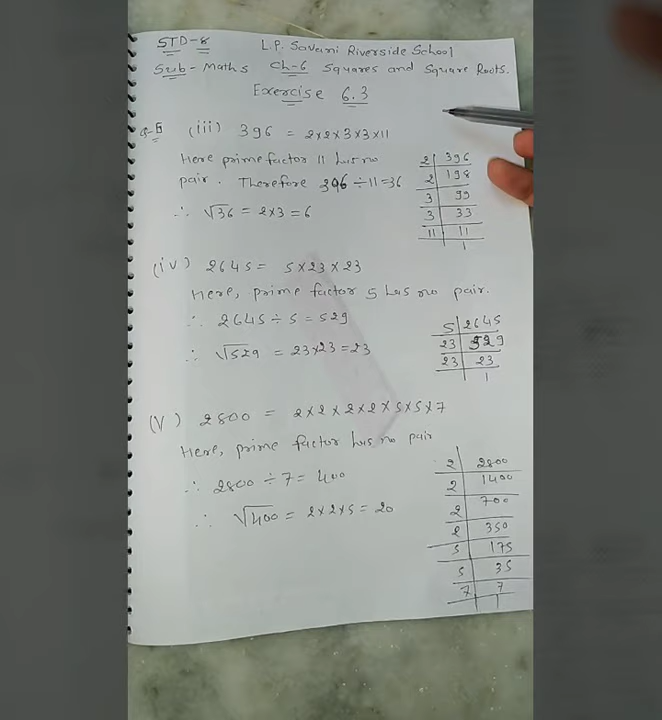 STD-8 L.P. Savani Riverside School
Sub- Maths Ch-6 Squares and Square Roots.
Exercise 6.3
Q-6 (iii) 396 = 2×2×3×3×11
Here prime factor 11 has no
pair. Therefore 396 ÷ 11 = 36
∴ √36 = 2×3 = 6
2 | 396
2 | 198
3 | 99
3 | 33
11 | 11
1
(iv) 2645 = 5×23×23
Here, prime factor 5 has no pair.
∴ 2645 ÷ 5 = 529
∴ √529 = 23×23 = 23
5 | 2645
23 | 529
23 | 23
1
(V) 2800 = 2×2×2×2×5×5×7
Here, prime factor has no pair
∴ 2800 ÷ 7 = 400
∴ √400 = 2×2×5 = 20
2 | 2800
2 | 1400
2 | 700
2 | 350
5 | 175
5 | 35
7 | 7
1